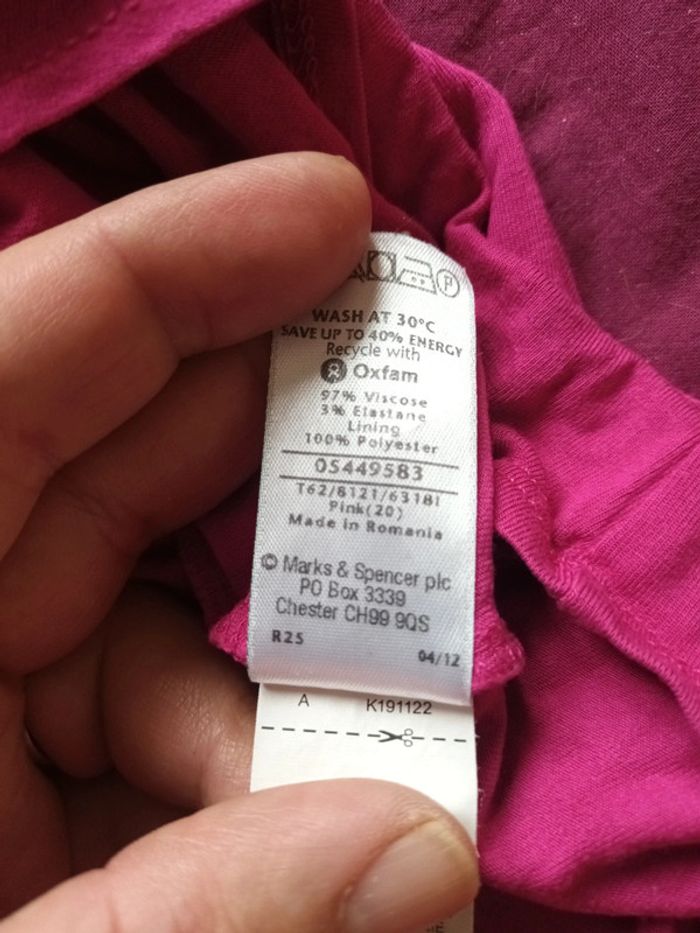 P
WASH AT 30°C
SAVE UP TO 40% ENERGY
Recycle with
Oxfam
97% Viscose
3% Elastane
Lining
100% Polyester
05449583
T62/8121/6318I
Pink(20)
Made in Romania
© Marks & Spencer plc
PO Box 3339
Chester CH99 9QS
R25
04/12
A K191122